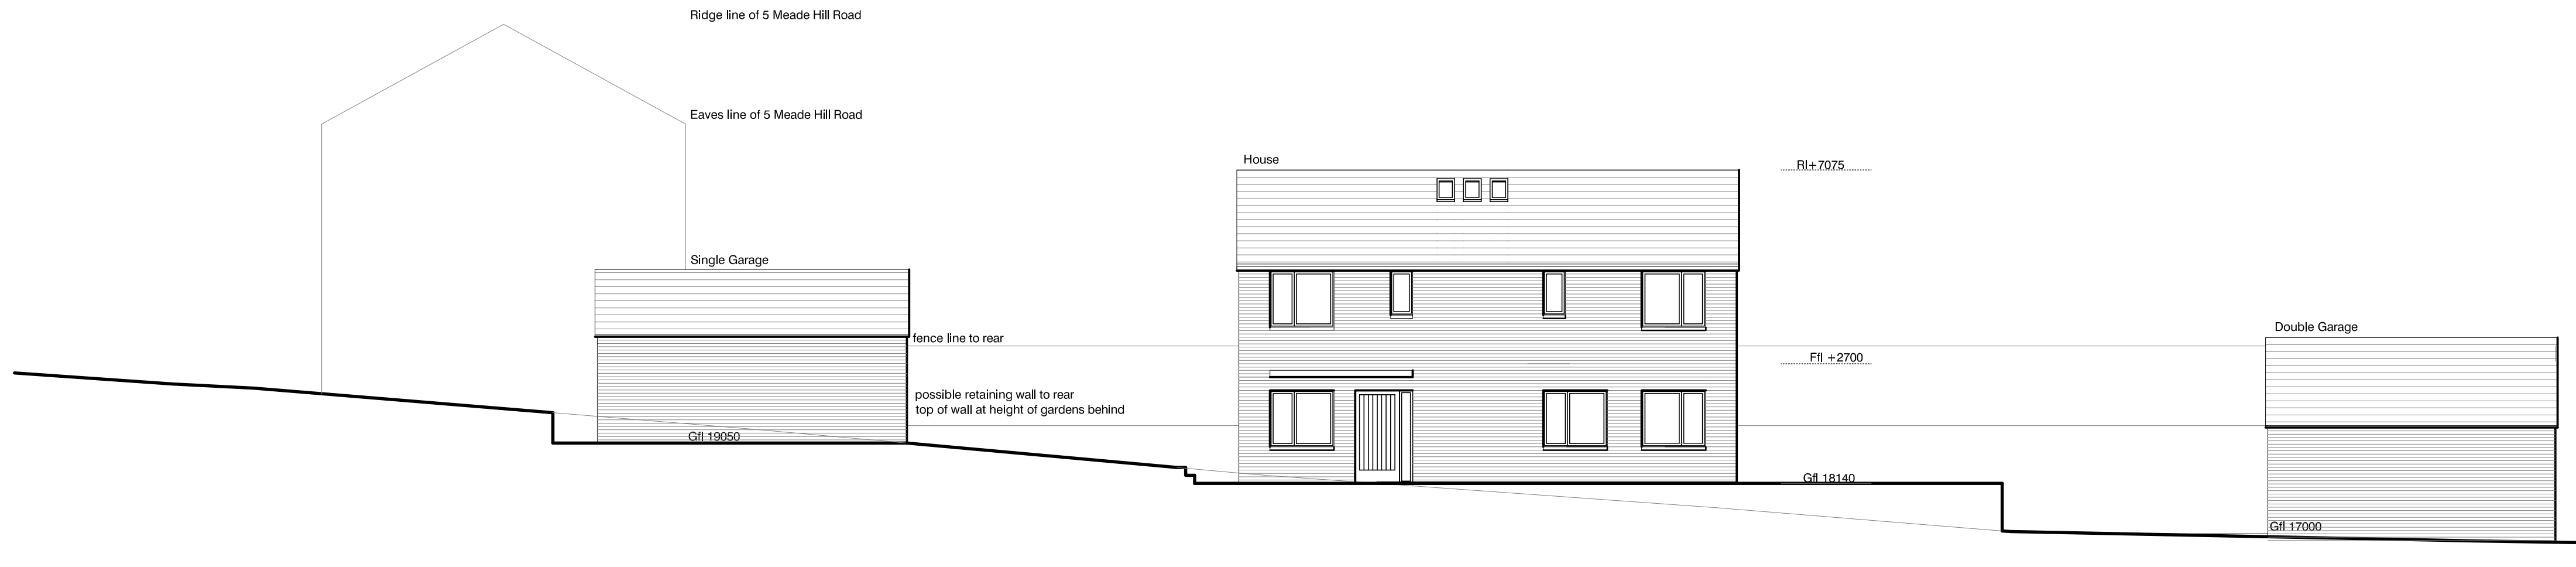 Ridge line of 5 Meade Hill Road
Eaves line of 5 Meade Hill Road
House
Rl+7075
Single Garage
Double Garage
fence line to rear
Ffl +2700
possible retaining wall to rear
top of wall at height of gardens behind
Gfl 19050
Gfl 18140
Gfl 17000